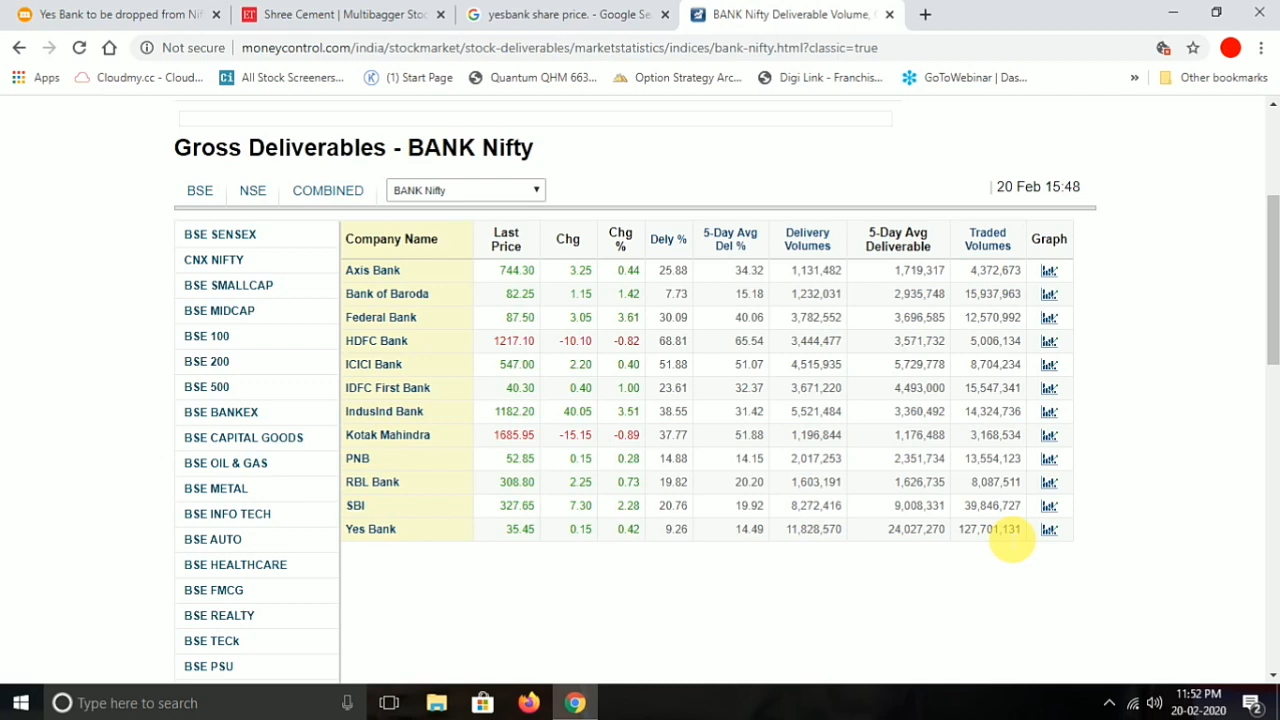 Yes Bank to be dropped from Nif
Shree Cement | Multibagger Stoc
yesbank share price. - Google Se
BANK Nifty Deliverable Volume,
Not secure | moneycontrol.com/india/stockmarket/stock-deliverables/marketstatistics/indices/bank-nifty.html?classic=true
Apps Cloudmy.cc - Cloud... All Stock Screeners... (1) Start Page Quantum QHM 663... Option Strategy Arc... Digi Link - Franchis... GoToWebinar | Das... » Other bookmarks
Gross Deliverables - BANK Nifty
BSE NSE COMBINED BANK Nifty | 20 Feb 15:48
BSE SENSEX
CNX NIFTY
BSE SMALLCAP
BSE MIDCAP
BSE 100
BSE 200
BSE 500
BSE BANKEX
BSE CAPITAL GOODS
BSE OIL & GAS
BSE METAL
BSE INFO TECH
BSE AUTO
BSE HEALTHCARE
BSE FMCG
BSE REALTY
BSE TECk
BSE PSU
Company Name Last Price Chg Chg % Dely % 5-Day Avg Del % Delivery Volumes 5-Day Avg Deliverable Traded Volumes Graph
Axis Bank 744.30 3.25 0.44 25.88 34.32 1,131,482 1,719,317 4,372,673
Bank of Baroda 82.25 1.15 1.42 7.73 15.18 1,232,031 2,935,748 15,937,963
Federal Bank 87.50 3.05 3.61 30.09 40.06 3,782,552 3,696,585 12,570,992
HDFC Bank 1217.10 -10.10 -0.82 68.81 65.54 3,444,477 3,571,732 5,006,134
ICICI Bank 547.00 2.20 0.40 51.88 51.07 4,515,935 5,729,778 8,704,234
IDFC First Bank 40.30 0.40 1.00 23.61 32.37 3,671,220 4,493,000 15,547,341
IndusInd Bank 1182.20 40.05 3.51 38.55 31.42 5,521,484 3,360,492 14,324,736
Kotak Mahindra 1685.95 -15.15 -0.89 37.77 51.88 1,196,844 1,176,488 3,168,534
PNB 52.85 0.15 0.28 14.88 14.15 2,017,253 2,351,734 13,554,123
RBL Bank 308.80 2.25 0.73 19.82 20.20 1,603,191 1,626,735 8,087,511
SBI 327.65 7.30 2.28 20.76 19.92 8,272,416 9,008,331 39,846,727
Yes Bank 35.45 0.15 0.42 9.26 14.49 11,828,570 24,027,270 127,701,131
Type here to search
11:52 PM
20-02-2020
2